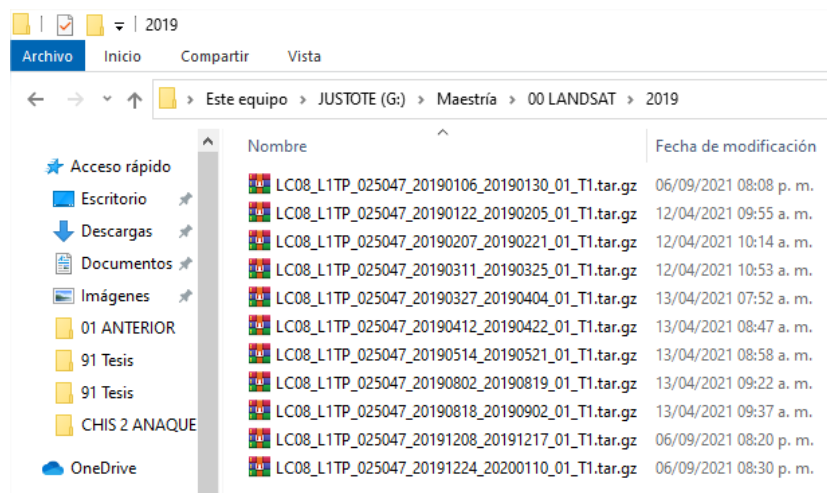 2019
Archivo Inicio Compartir Vista
Este equipo > JUSTOTE (G:) > Maestría > 00 LANDSAT > 2019
Nombre Fecha de modificación
Acceso rápido
Escritorio
Descargas
Documentos
Imágenes
01 ANTERIOR
91 Tesis
91 Tesis
CHIS 2 ANAQUE
OneDrive
LC08_L1TP_025047_20190106_20190130_01_T1.tar.gz 06/09/2021 08:08 p. m.
LC08_L1TP_025047_20190122_20190205_01_T1.tar.gz 12/04/2021 09:55 a. m.
LC08_L1TP_025047_20190207_20190221_01_T1.tar.gz 12/04/2021 10:14 a. m.
LC08_L1TP_025047_20190311_20190325_01_T1.tar.gz 12/04/2021 10:53 a. m.
LC08_L1TP_025047_20190327_20190404_01_T1.tar.gz 13/04/2021 07:52 a. m.
LC08_L1TP_025047_20190412_20190422_01_T1.tar.gz 13/04/2021 08:47 a. m.
LC08_L1TP_025047_20190514_20190521_01_T1.tar.gz 13/04/2021 08:58 a. m.
LC08_L1TP_025047_20190802_20190819_01_T1.tar.gz 13/04/2021 09:22 a. m.
LC08_L1TP_025047_20190818_20190902_01_T1.tar.gz 13/04/2021 09:37 a. m.
LC08_L1TP_025047_20191208_20191217_01_T1.tar.gz 06/09/2021 08:20 p. m.
LC08_L1TP_025047_20191224_20200110_01_T1.tar.gz 06/09/2021 08:30 p. m.